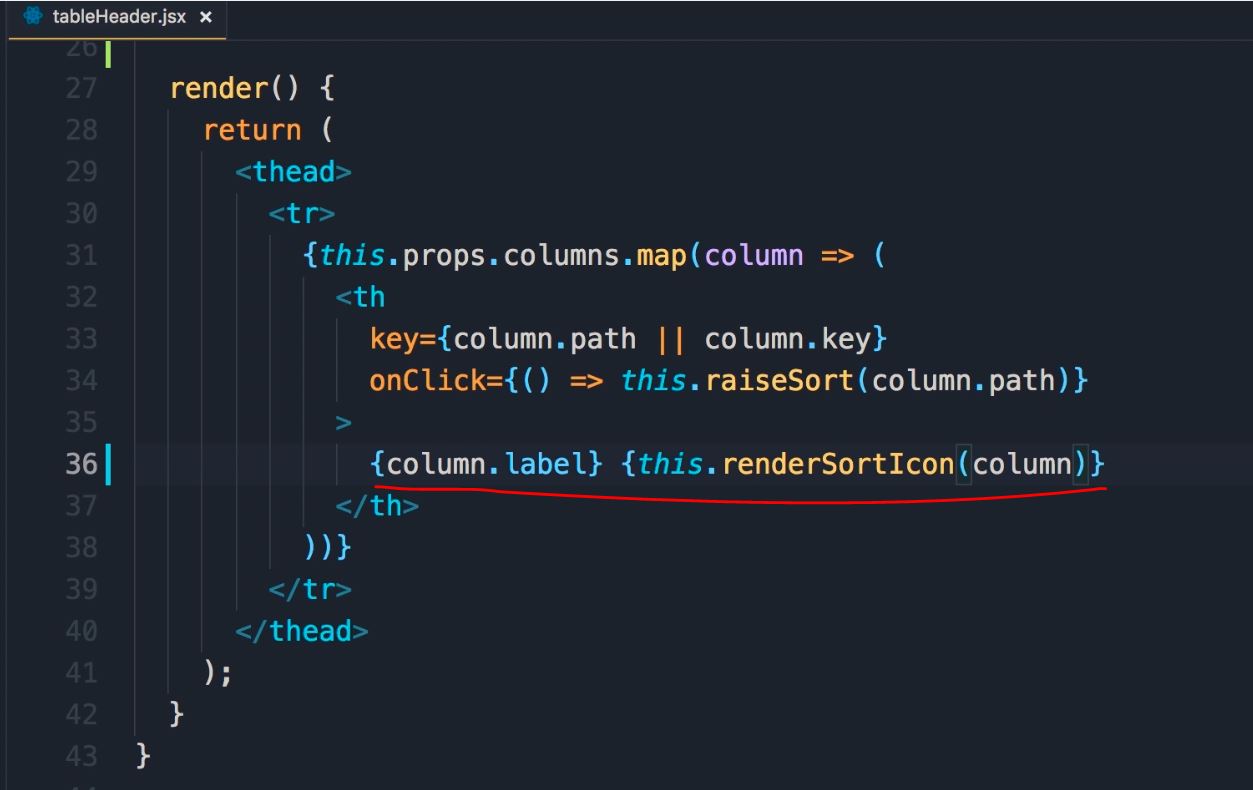 tableHeader.jsx ×
26
27 render() {
28 return (
29 <thead>
30 <tr>
31 {this.props.columns.map(column => (
32 <th
33 key={column.path || column.key}
34 onClick={() => this.raiseSort(column.path)}
35 >
36 {column.label} {this.renderSortIcon(column)}
37 </th>
38 ))}
39 </tr>
40 </thead>
41 );
42 }
43 }